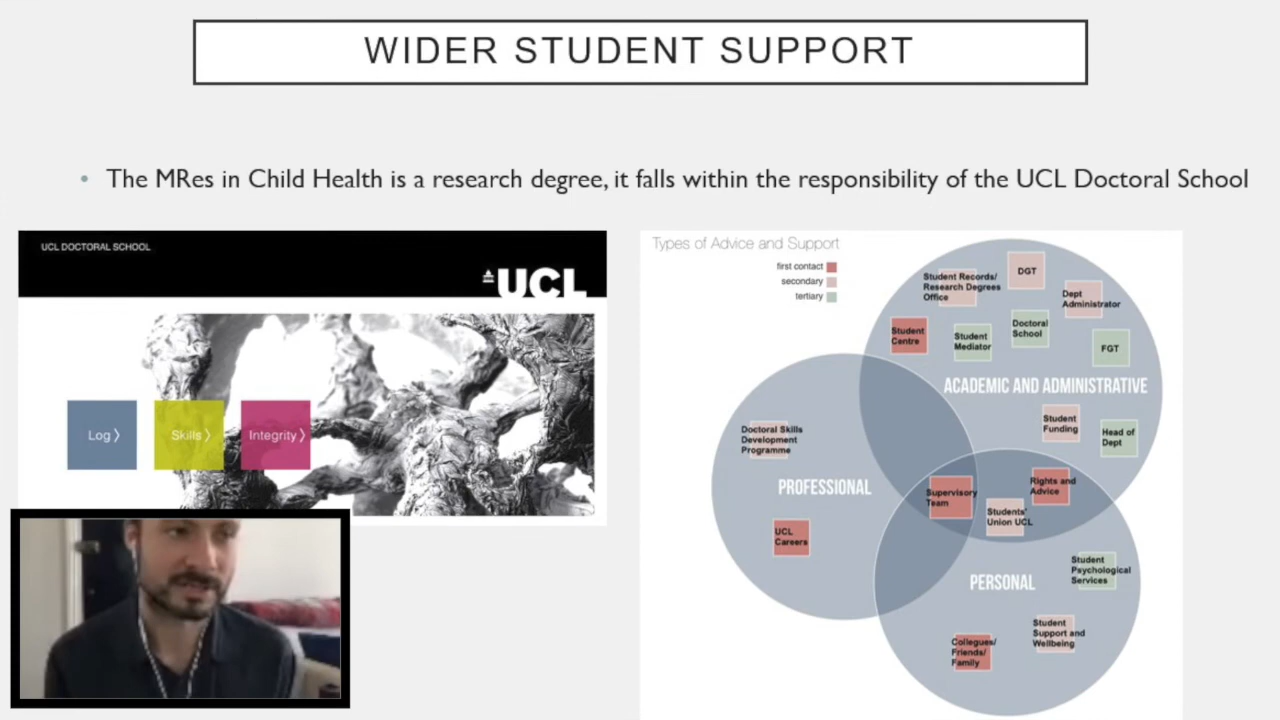 WIDER STUDENT SUPPORT
• The MRes in Child Health is a research degree, it falls within the responsibility of the UCL Doctoral School
UCL DOCTORAL SCHOOL
UCL
Log >
Skills >
Integrity >
Types of Advice and Support
first contact
secondary
tertiary
Student Records/
Research Degrees
Office
DGT
Dept
Administrator
Student
Centre
Student
Mediator
Doctoral
School
FGT
ACADEMIC AND ADMINISTRATIVE
Student
Funding
Head of
Dept
Doctoral Skills
Development
Programme
PROFESSIONAL
UCL
Careers
Supervisory
Team
Rights and
Advice
Students'
Union UCL
PERSONAL
Student
Psychological
Services
Student
Support and
Wellbeing
Collegues/
Friends/
Family